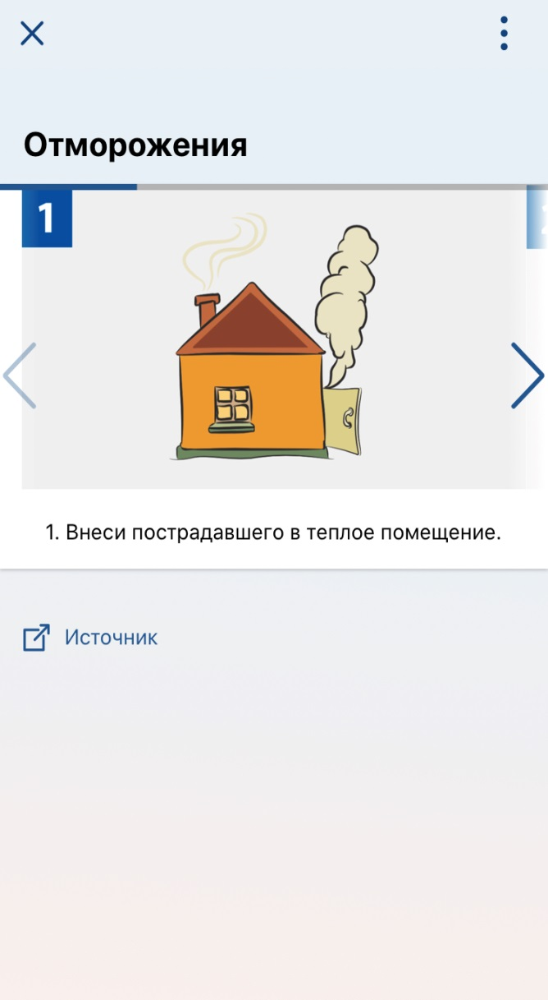 Отморожения
1
1. Внеси пострадавшего в теплое помещение.
Источник